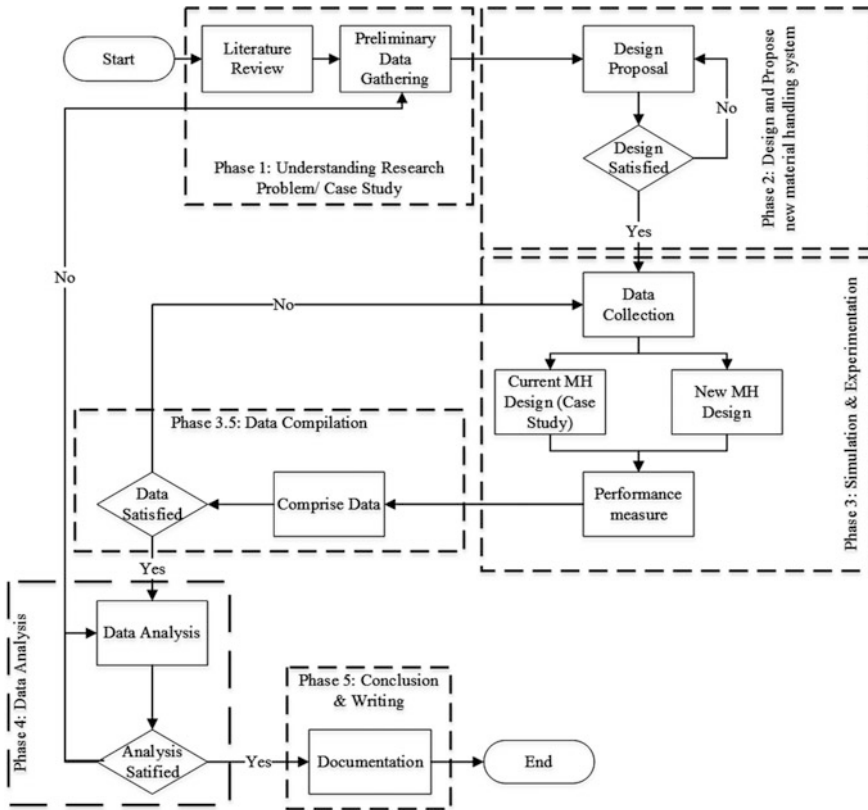 Start
Literature
Review
Preliminary
Data
Gathering
Phase 1: Understanding Research
Problem/ Case Study
Design
Proposal
No
Design
Satisfied
Yes
Phase 2: Design and Propose
new material handling system
No
No
Data
Collection
Current MH
Design (Case
Study)
New MH
Design
Performance
measure
Phase 3: Simulation & Experimentation
Phase 3.5: Data Compilation
Data
Satisfied
Comprise Data
Yes
Data Analysis
Analysis
Satified
Phase 4: Data Analysis
Yes
Phase 5: Conclusion
& Writing
Documentation
End